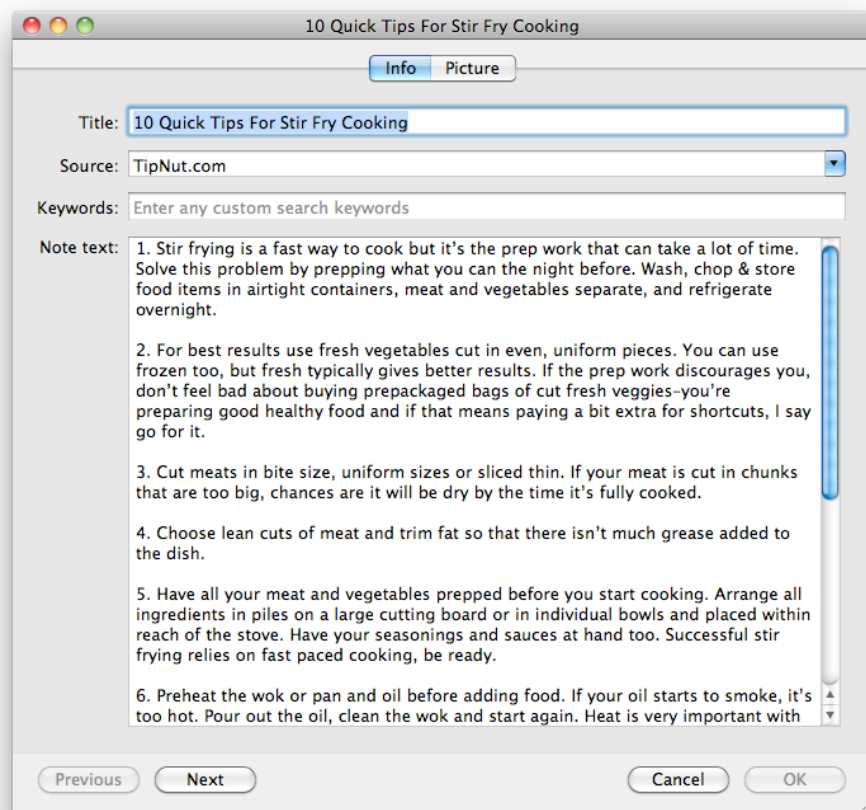 10 Quick Tips For Stir Fry Cooking
Info Picture
Title: 10 Quick Tips For Stir Fry Cooking
Source: TipNut.com
Keywords: Enter any custom search keywords
Note text: 1. Stir frying is a fast way to cook but it's the prep work that can take a lot of time.
Solve this problem by prepping what you can the night before. Wash, chop & store
food items in airtight containers, meat and vegetables separate, and refrigerate
overnight.
2. For best results use fresh vegetables cut in even, uniform pieces. You can use
frozen too, but fresh typically gives better results. If the prep work discourages you,
don't feel bad about buying prepackaged bags of cut fresh veggies–you're
preparing good healthy food and if that means paying a bit extra for shortcuts, I say
go for it.
3. Cut meats in bite size, uniform sizes or sliced thin. If your meat is cut in chunks
that are too big, chances are it will be dry by the time it's fully cooked.
4. Choose lean cuts of meat and trim fat so that there isn't much grease added to
the dish.
5. Have all your meat and vegetables prepped before you start cooking. Arrange all
ingredients in piles on a large cutting board or in individual bowls and placed within
reach of the stove. Have your seasonings and sauces at hand too. Successful stir
frying relies on fast paced cooking, be ready.
6. Preheat the wok or pan and oil before adding food. If your oil starts to smoke, it's
too hot. Pour out the oil, clean the wok and start again. Heat is very important with
Previous Next Cancel OK